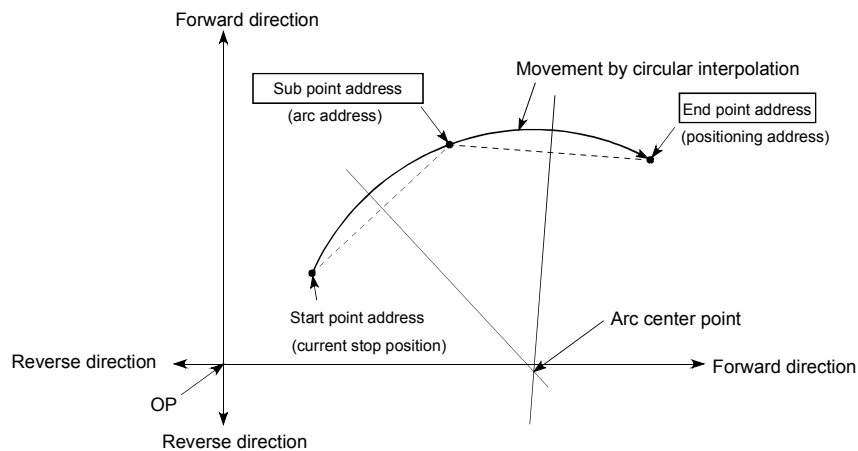 Forward direction
Movement by circular interpolation
Sub point address
(arc address)
End point address
(positioning address)
Start point address
(current stop position)
Arc center point
Reverse direction
Forward direction
OP
Reverse direction